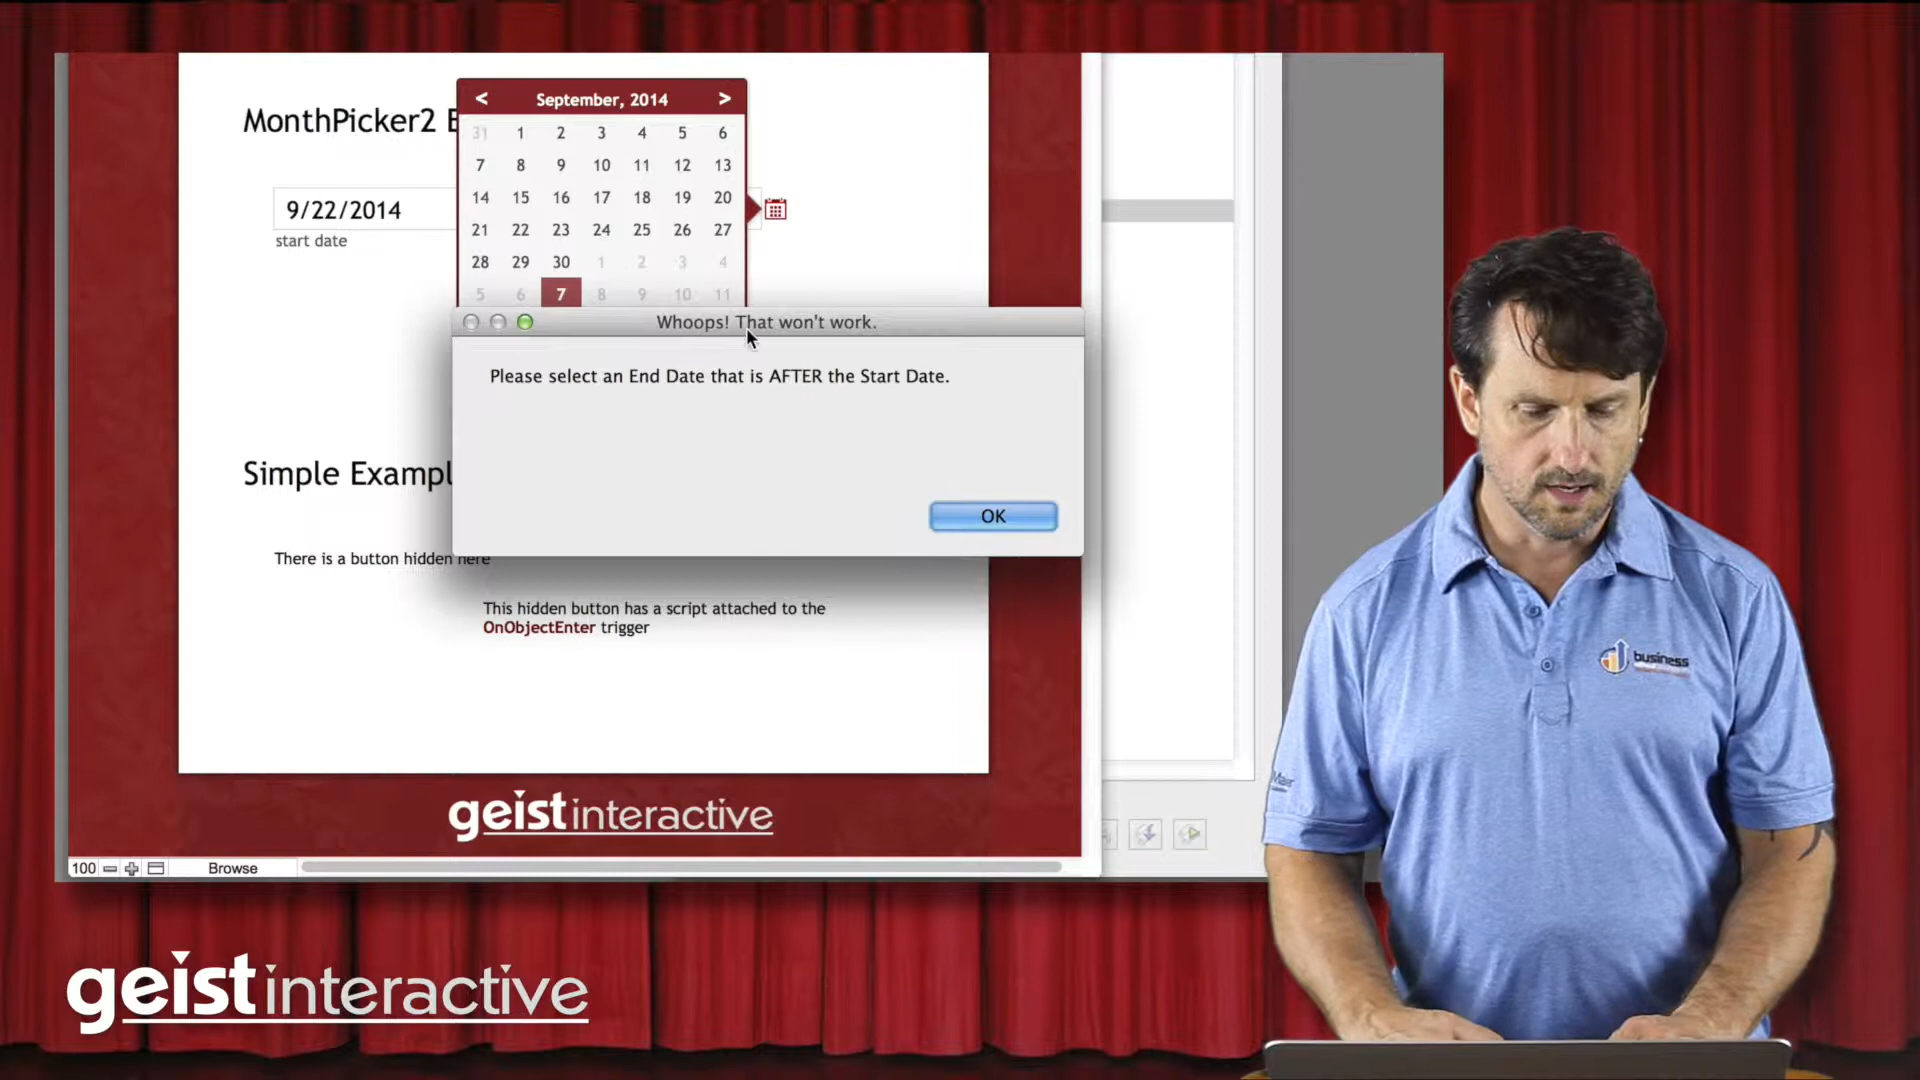 MonthPicker2
< September, 2014 >
31 1 2 3 4 5 6
7 8 9 10 11 12 13
14 15 16 17 18 19 20
21 22 23 24 25 26 27
28 29 30 1 2 3 4
5 6 7 8 9 10 11
9/22/2014
start date
Whoops! That won't work.
Please select an End Date that is AFTER the Start Date.
OK
Simple Exampl
There is a button hidden here
This hidden button has a script attached to the
OnObjectEnter trigger
geistinteractive
100
Browse
geistinteractive
business